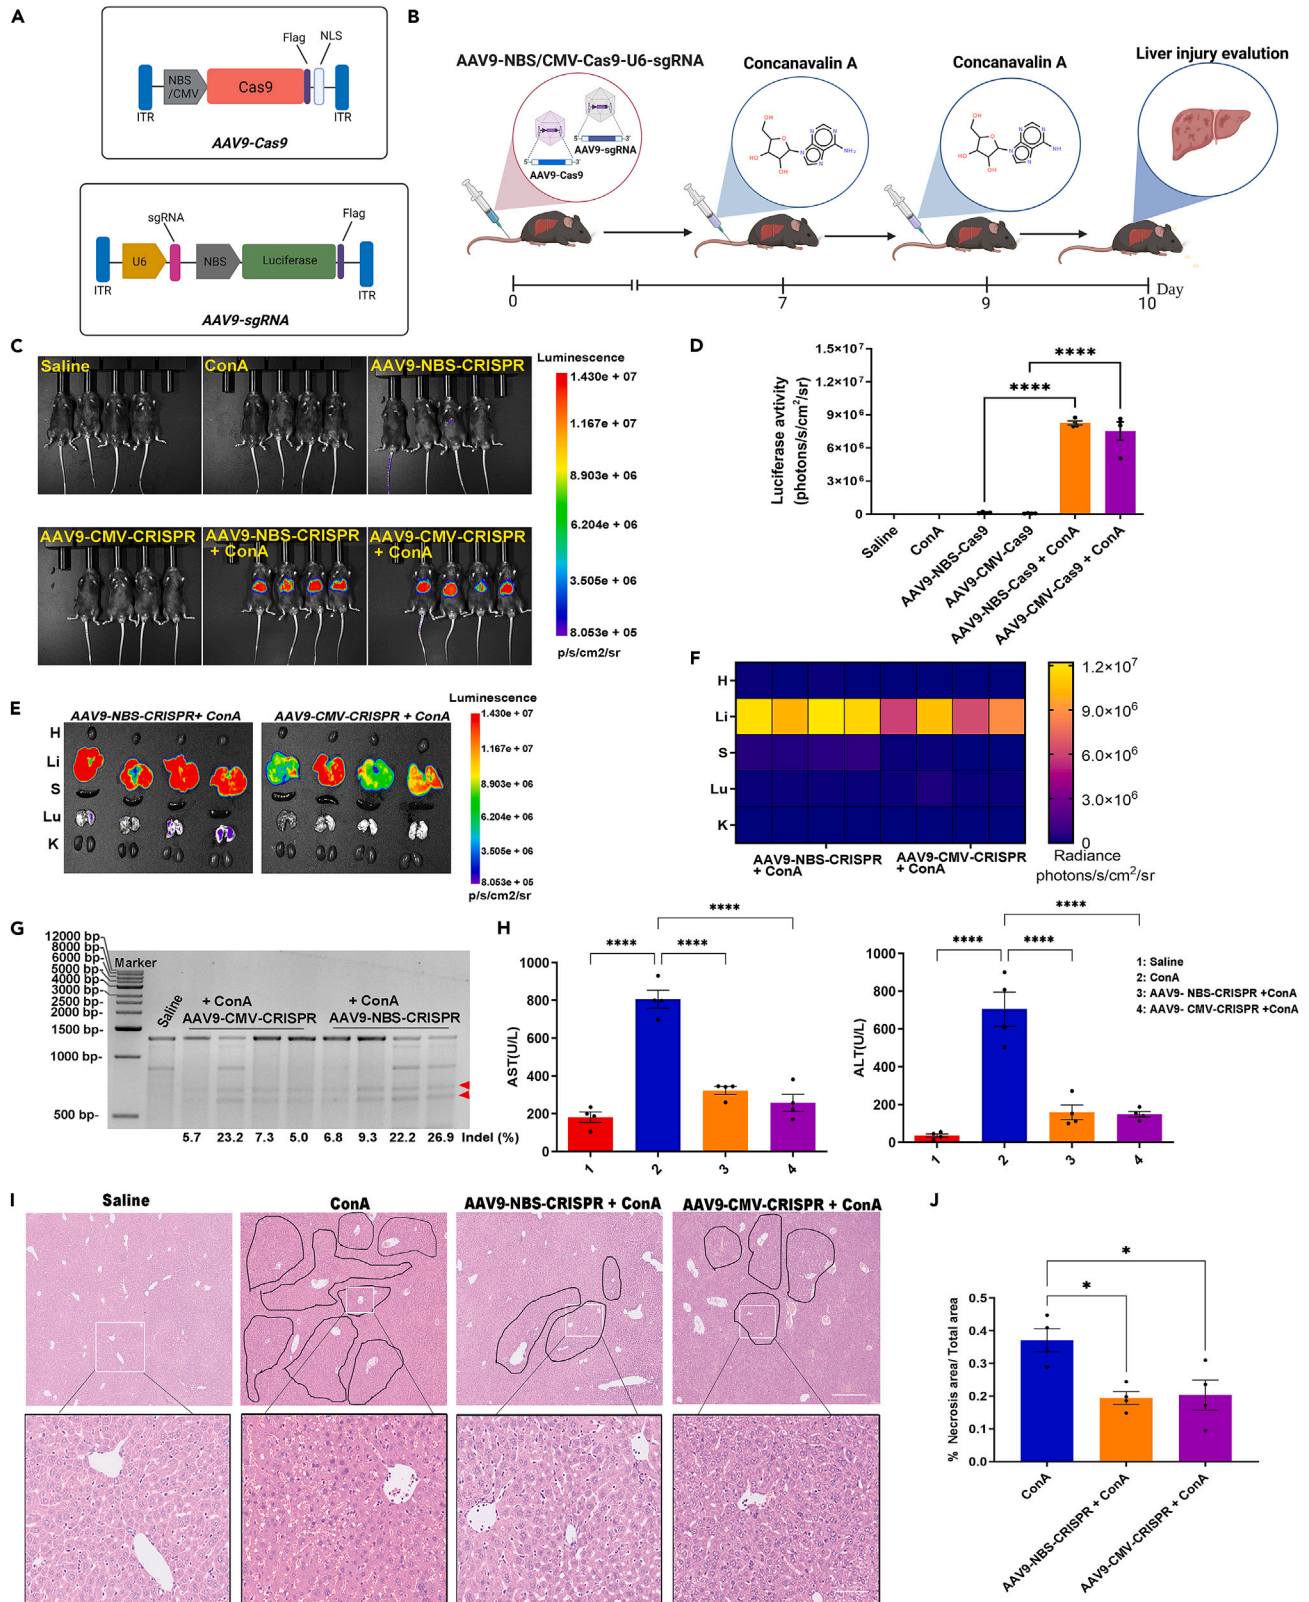 A
Flag
NLS
NBS
/CMV
Cas9
ITR
ITR
AAV9-Cas9
sgRNA
Flag
U6
NBS
Luciferase
ITR
ITR
AAV9-sgRNA
B
AAV9-NBS/CMV-Cas9-U6-sgRNA
Concanavalin A
Concanavalin A
Liver injury evalution
5'
3'
AAV9-sgRNA
5'
3'
AAV9-Cas9
0
7
9
10
Day
C
Saline
ConA
AAV9-NBS-CRISPR
AAV9-CMV-CRISPR
AAV9-NBS-CRISPR
+ ConA
AAV9-CMV-CRISPR
+ ConA
Luminescence
1.430e + 07
1.167e + 07
8.903e + 06
6.204e + 06
3.505e + 06
8.053e + 05
p/s/cm2/sr
D
Luciferase avtivity
(photons/s/cm²/sr)
1.5×10⁷
1.2×10⁷
9×10⁶
6×10⁶
3×10⁶
0
****
****
Saline
ConA
AAV9-NBS-Cas9
AAV9-CMV-Cas9
AAV9-NBS-Cas9 + ConA
AAV9-CMV-Cas9 + ConA
E
AAV9-NBS-CRISPR+ ConA
AAV9-CMV-CRISPR + ConA
H
Li
S
Lu
K
Luminescence
1.430e + 07
1.167e + 07
8.903e + 06
6.204e + 06
3.505e + 06
8.053e + 05
p/s/cm2/sr
F
H
Li
S
Lu
K
AAV9-NBS-CRISPR
+ ConA
AAV9-CMV-CRISPR
+ ConA
1.2×10⁷
9.0×10⁶
6.0×10⁶
3.0×10⁶
0
Radiance
photons/s/cm²/sr
G
12000 bp-
8000 bp-
6000 bp-
5000 bp-
4000 bp-
3000 bp-
2500 bp-
2000 bp-
1500 bp-
1000 bp-
500 bp-
Marker
Saline
+ ConA
AAV9-CMV-CRISPR
+ ConA
AAV9-NBS-CRISPR
5.7 23.2 7.3 5.0 6.8 9.3 22.2 26.9 Indel (%)
H
AST(U/L)
1000
800
600
400
200
0
****
****
****
1
2
3
4
ALT(U/L)
1000
800
600
400
200
0
****
****
****
1
2
3
4
1: Saline
2: ConA
3: AAV9- NBS-CRISPR +ConA
4: AAV9- CMV-CRISPR +ConA
I
Saline
ConA
AAV9-NBS-CRISPR + ConA
AAV9-CMV-CRISPR + ConA
J
% Necrosis area/ Total area
0.5
0.4
0.3
0.2
0.1
0.0
*
*
ConA
AAV9-NBS-CRISPR + ConA
AAV9-CMV-CRISPR + ConA